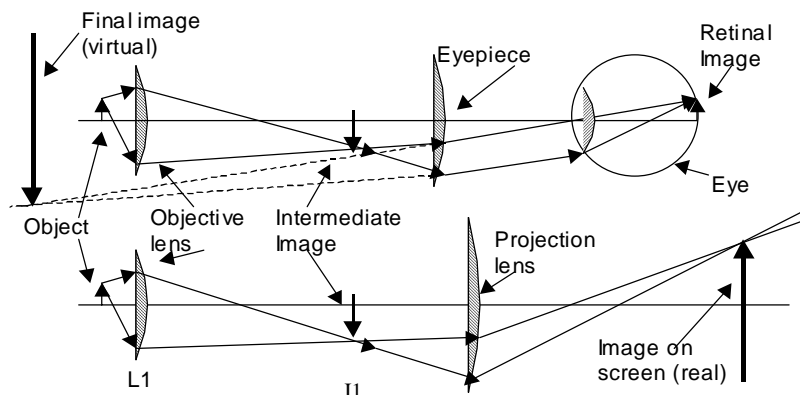 Final image
(virtual)
Eyepiece
Retinal
Image
Eye
Object
Objective
lens
Intermediate
Image
Projection
lens
Image on
screen (real)
L1
I1